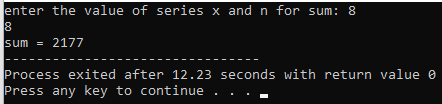 enter the value of series x and n for sum: 8
8
sum = 2177
--------------------------------
Process exited after 12.23 seconds with return value 0
Press any key to continue . . .